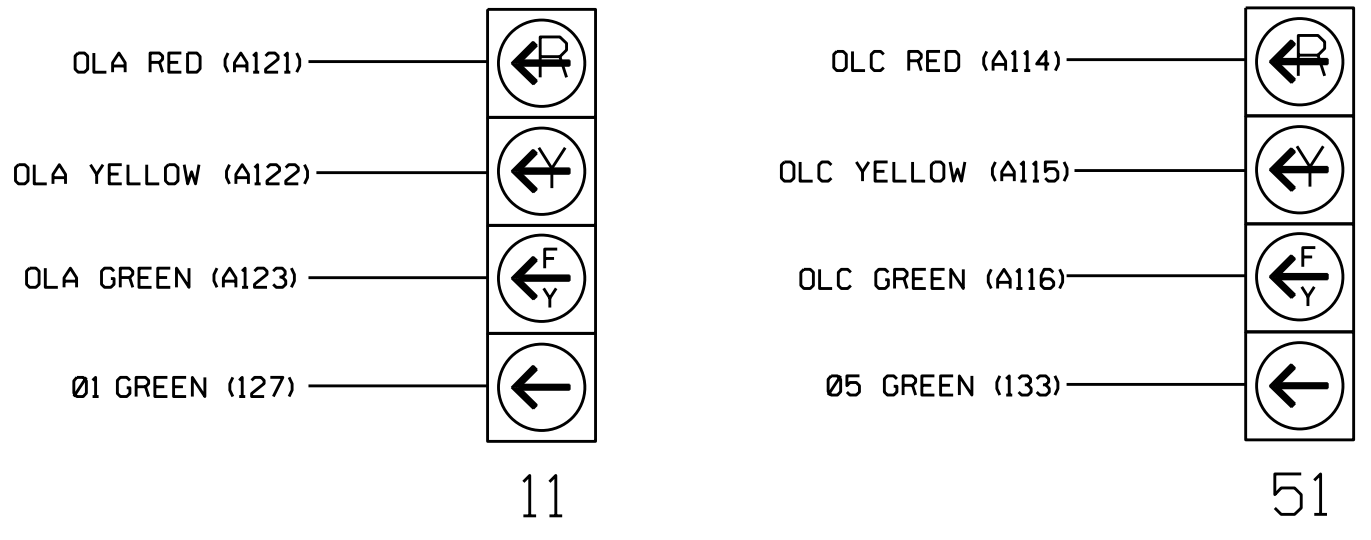 OLA RED (A121)
R
OLA YELLOW (A122)
Y
OLA GREEN (A123)
F
Y
Ø1 GREEN (127)
11
OLC RED (A114)
R
OLC YELLOW (A115)
Y
OLC GREEN (A116)
F
Y
Ø5 GREEN (133)
51